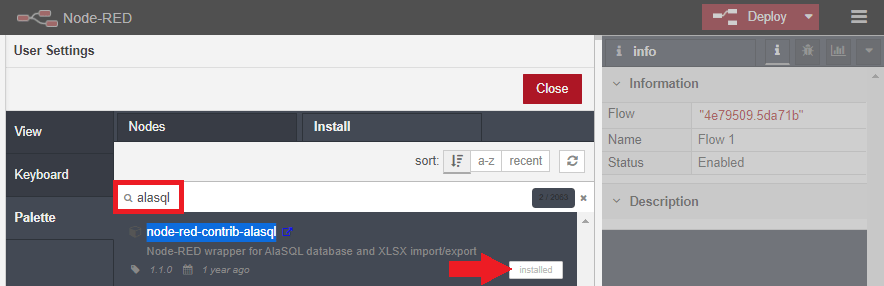 Node-RED
Deploy
User Settings
Close
View
Keyboard
Palette
Nodes
Install
sort:
a-z
recent
alasql
2 / 2063
node-red-contrib-alasql
Node-RED wrapper for AlaSQL database and XLSX import/export
1.1.0
1 year ago
installed
info
Information
Flow
"4e79509.5da71b"
Name
Flow 1
Status
Enabled
Description